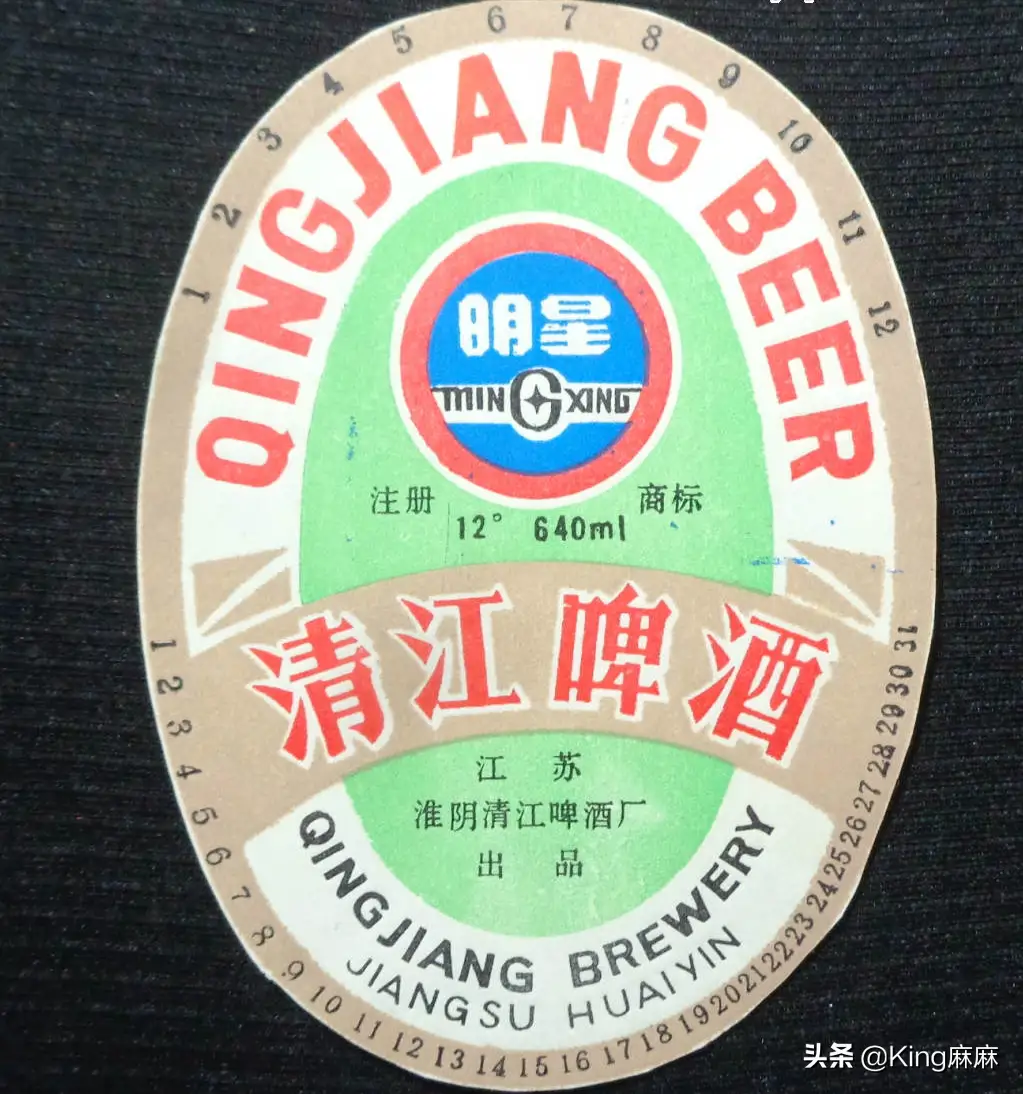 1 2 3 4 5 6 7 8 9 10 11 12
QINGJIANG BEER
明星
MING XING
注册 商标
12° 640ml
清江啤酒
江 苏
淮阴清江啤酒厂
出 品
QINGJIANG BREWERY
JIANGSU HUAIYIN
1 2 3 4 5 6 7 8 9 10 11 12 13 14 15 16 17 18 19 20 21 22 23 24 25 26 27 28 29 30 31
头条 @King麻麻